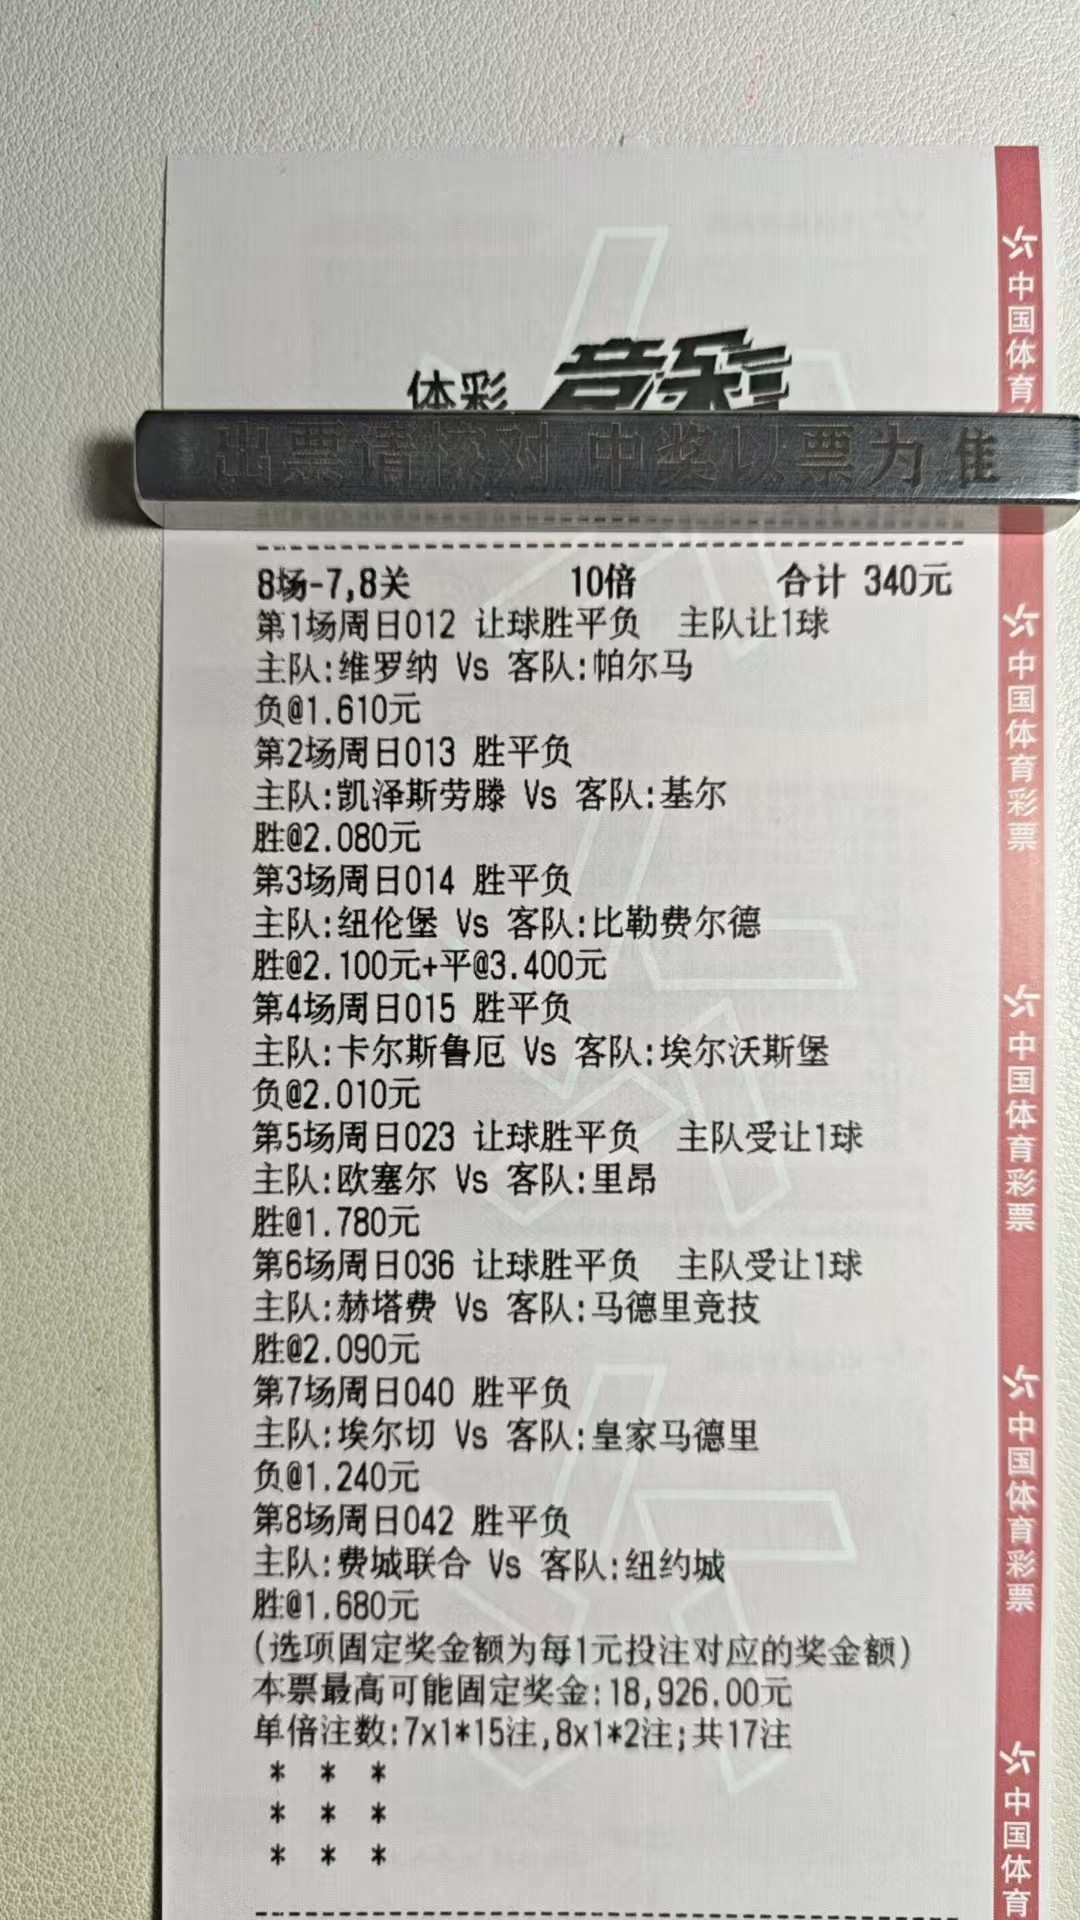 体彩 竞彩
出票请核对 中奖以票为准
8场-7,8关 10倍 合计 340元
第1场周日012 让球胜平负 主队让1球
主队:维罗纳 Vs 客队:帕尔马
负@1.610元
第2场周日013 胜平负
主队:凯泽斯劳滕 Vs 客队:基尔
胜@2.080元
第3场周日014 胜平负
主队:纽伦堡 Vs 客队:比勒费尔德
胜@2.100元+平@3.400元
第4场周日015 胜平负
主队:卡尔斯鲁厄 Vs 客队:埃尔沃斯堡
负@2.010元
第5场周日023 让球胜平负 主队受让1球
主队:欧塞尔 Vs 客队:里昂
胜@1.780元
第6场周日036 让球胜平负 主队受让1球
主队:赫塔费 Vs 客队:马德里竞技
胜@2.090元
第7场周日040 胜平负
主队:埃尔切 Vs 客队:皇家马德里
负@1.240元
第8场周日042 胜平负
主队:费城联合 Vs 客队:纽约城
胜@1.680元
(选项固定奖金额为每1元投注对应的奖金额)
本票最高可能固定奖金:18,926.00元
单倍注数:7x1*15注,8x1*2注;共17注
* * *
* * *
* * *
中国体育彩
中国体育彩票
中国体育彩票
中国体育彩票
中国体育